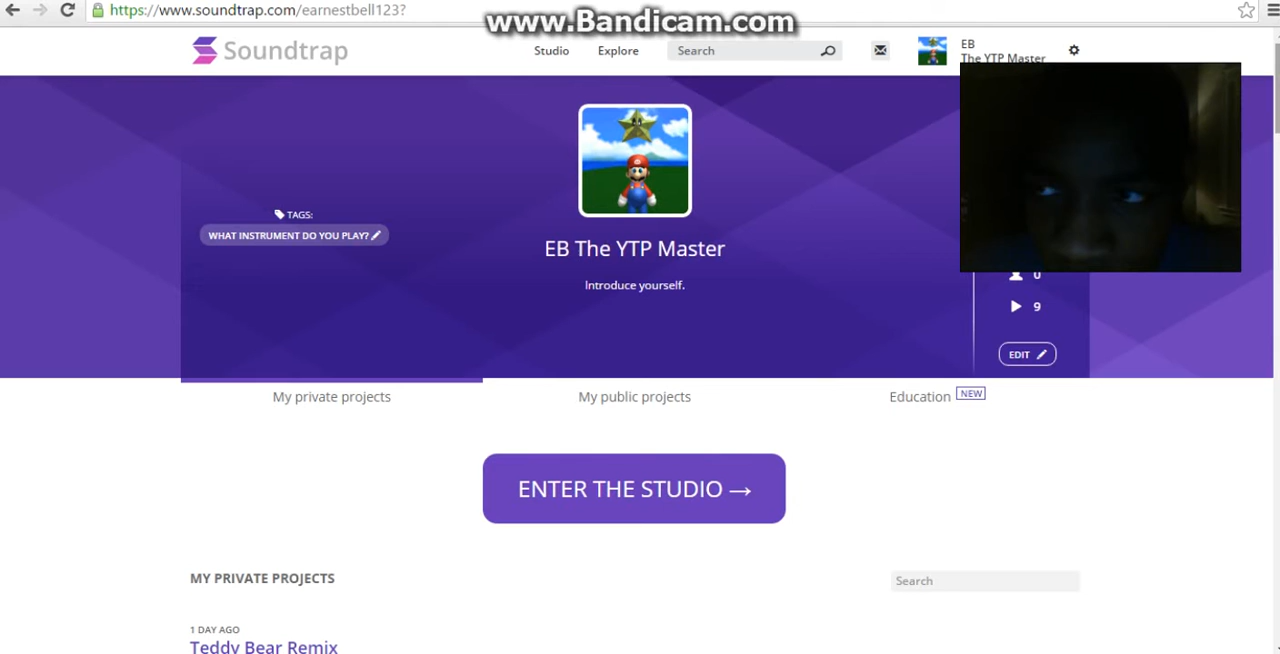 https://www.soundtrap.com/earnestbell123?
www.Bandicam.com
Soundtrap
Studio
Explore
Search
EB
The YTP Master
TAGS:
WHAT INSTRUMENT DO YOU PLAY?
EB The YTP Master
Introduce yourself.
0
9
EDIT
My private projects
My public projects
Education NEW
ENTER THE STUDIO →
MY PRIVATE PROJECTS
Search
1 DAY AGO
Teddy Bear Remix